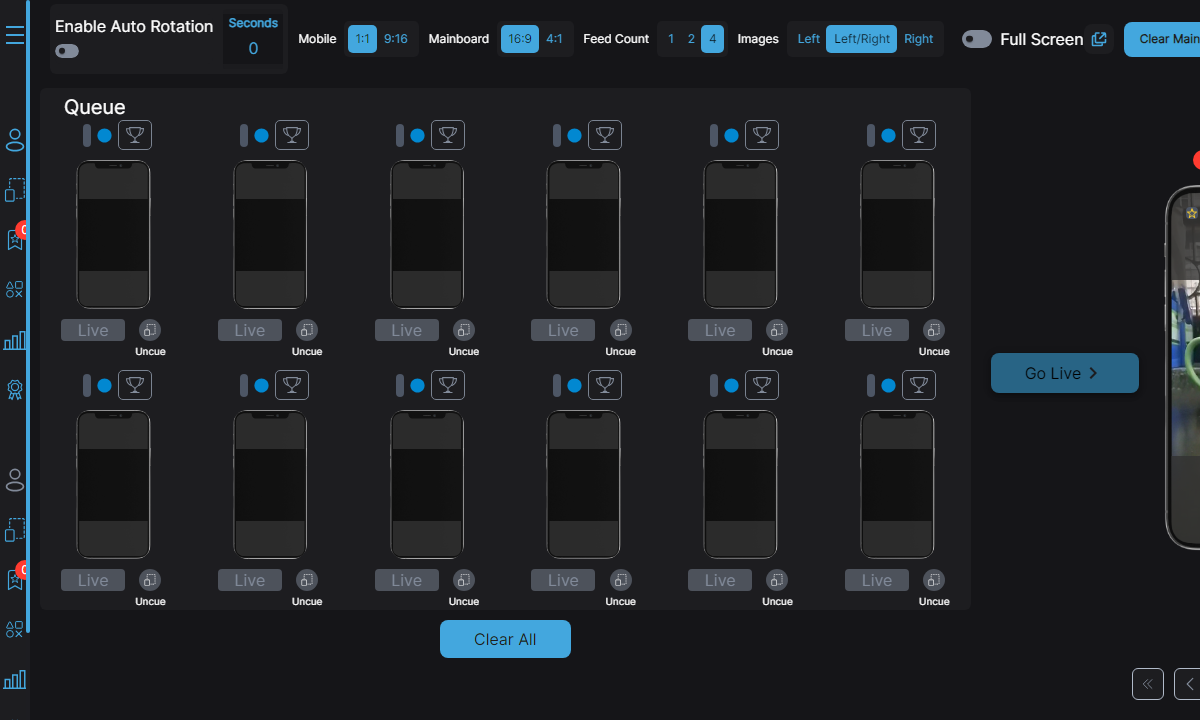 Enable Auto Rotation
Seconds
0
Mobile 1:1 9:16 Mainboard 16:9 4:1 Feed Count 1 2 4 Images Left Left/Right Right Full Screen Clear Main
Queue
Live Live Live Live Live Live
Uncue Uncue Uncue Uncue Uncue Uncue
Go Live
Live Live Live Live Live Live
Uncue Uncue Uncue Uncue Uncue Uncue
Clear All